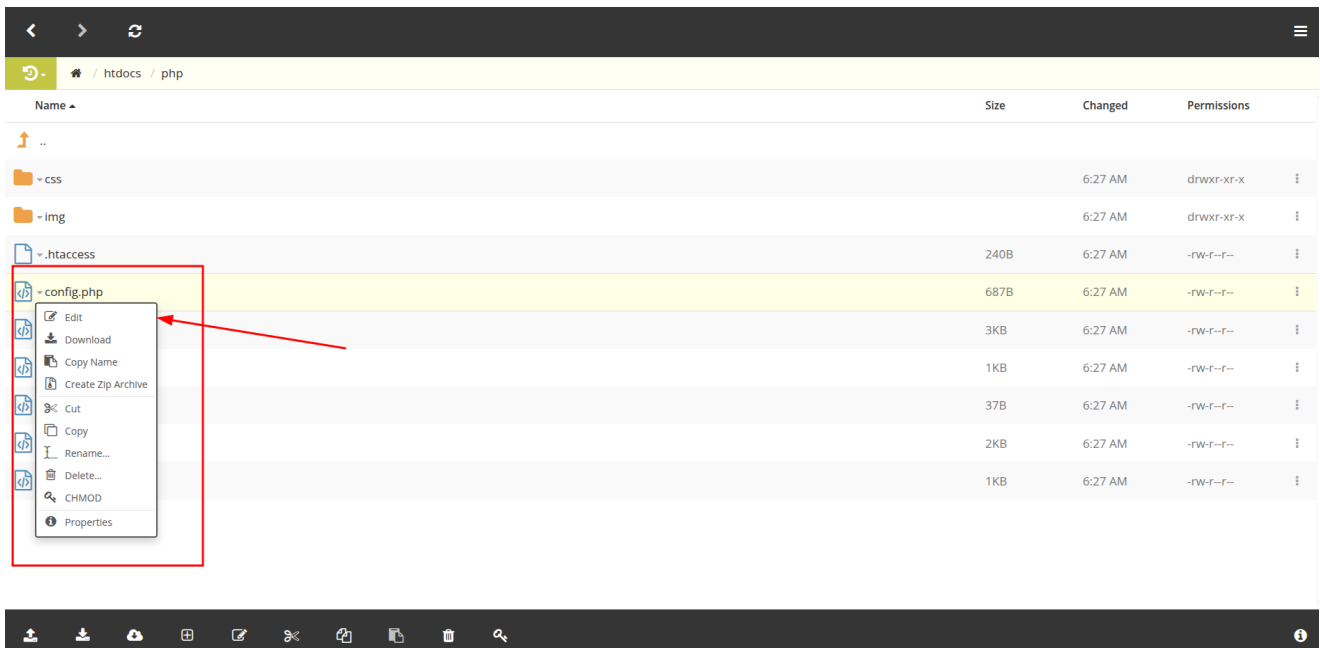 / htdocs / php
Name Size Changed Permissions
..
css 6:27 AM drwxr-xr-x
img 6:27 AM drwxr-xr-x
.htaccess 240B 6:27 AM -rw-r--r--
config.php 687B 6:27 AM -rw-r--r--
Edit
3KB 6:27 AM -rw-r--r--
Download
Copy Name
1KB 6:27 AM -rw-r--r--
Create Zip Archive
Cut
37B 6:27 AM -rw-r--r--
Copy
2KB 6:27 AM -rw-r--r--
Rename...
Delete...
1KB 6:27 AM -rw-r--r--
CHMOD
Properties